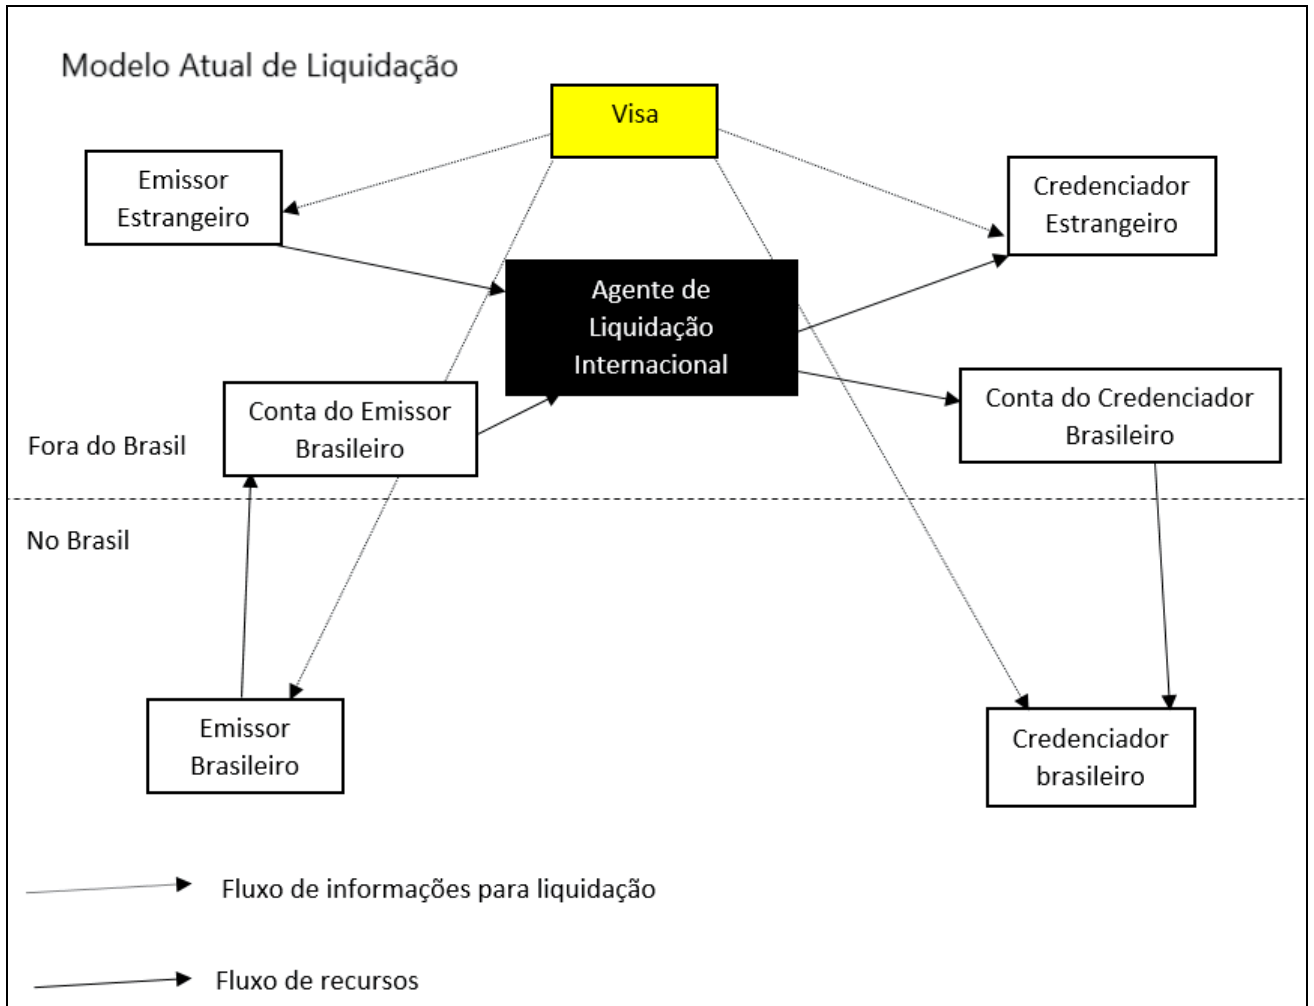 Modelo Atual de Liquidação
Visa
Emissor
Estrangeiro
Credenciador
Estrangeiro
Agente de
Liquidação
Internacional
Conta do Emissor
Brasileiro
Conta do Credenciador
Brasileiro
Fora do Brasil
No Brasil
Emissor
Brasileiro
Credenciador
brasileiro
Fluxo de informações para liquidação
Fluxo de recursos